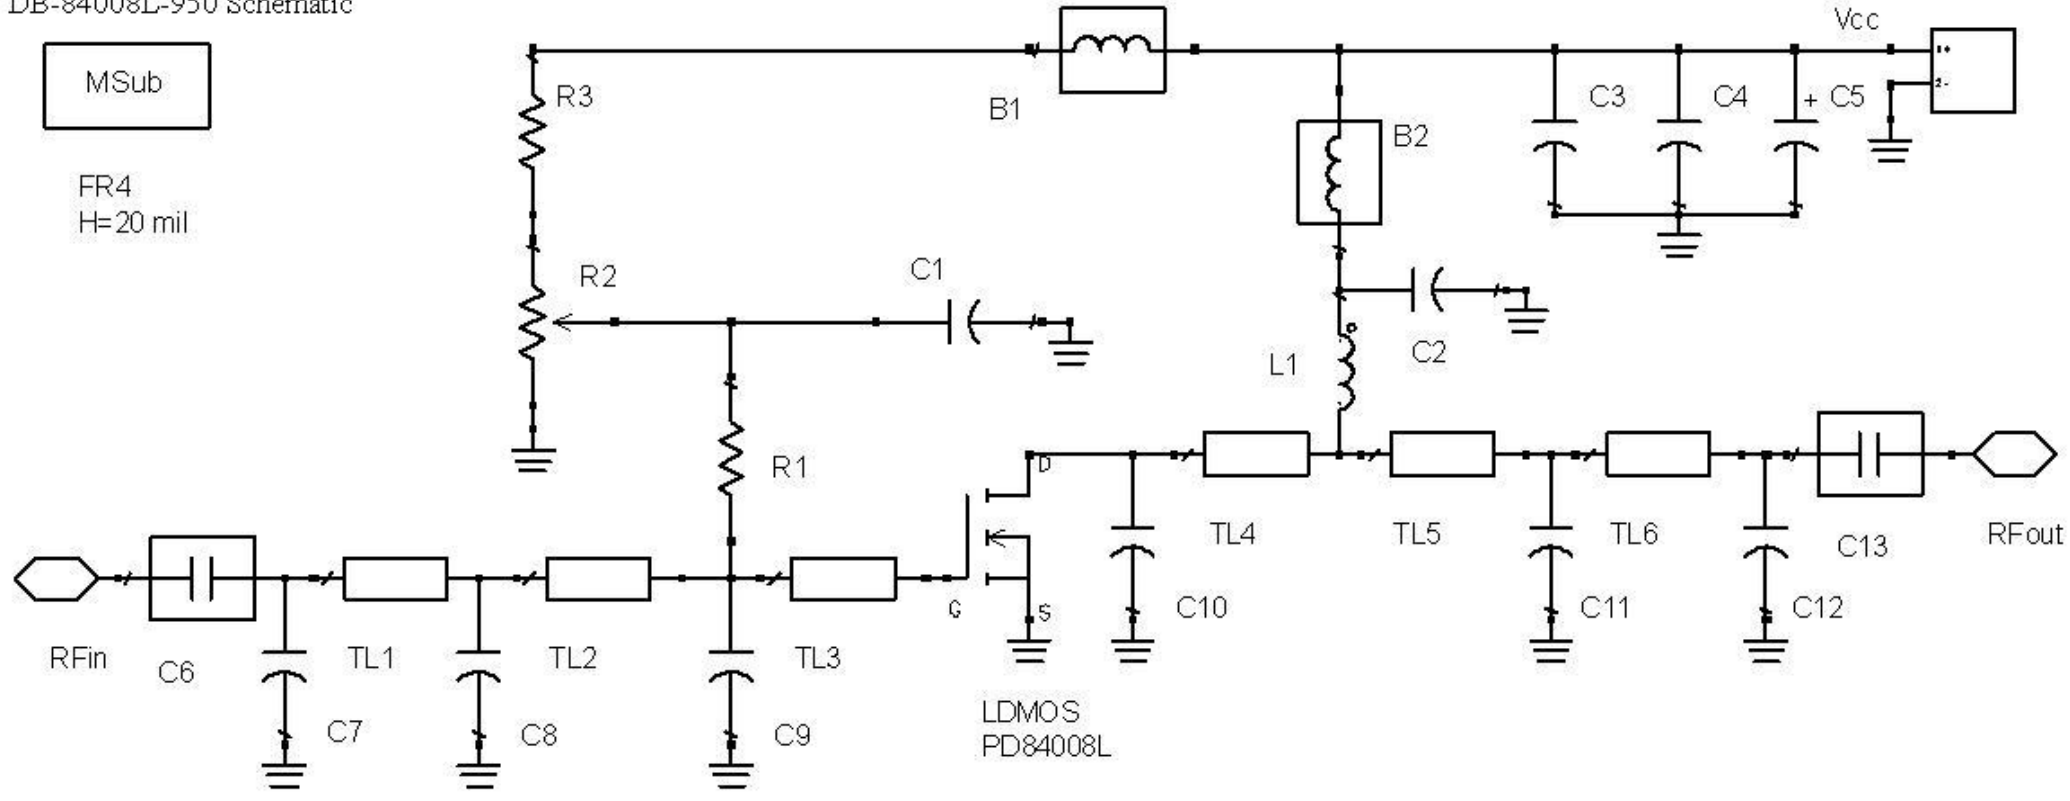 DB-84008L-950 Schematic
MSub
FR4
H=20 mil
R3
B1
Vcc
1+
2-
C3
C4
+ C5
B2
R2
C1
C2
L1
R1
D
G
S
TL4
TL5
TL6
C13
RFout
C10
C11
C12
RFin
C6
TL1
TL2
TL3
C7
C8
C9
LDMOS
PD84008L